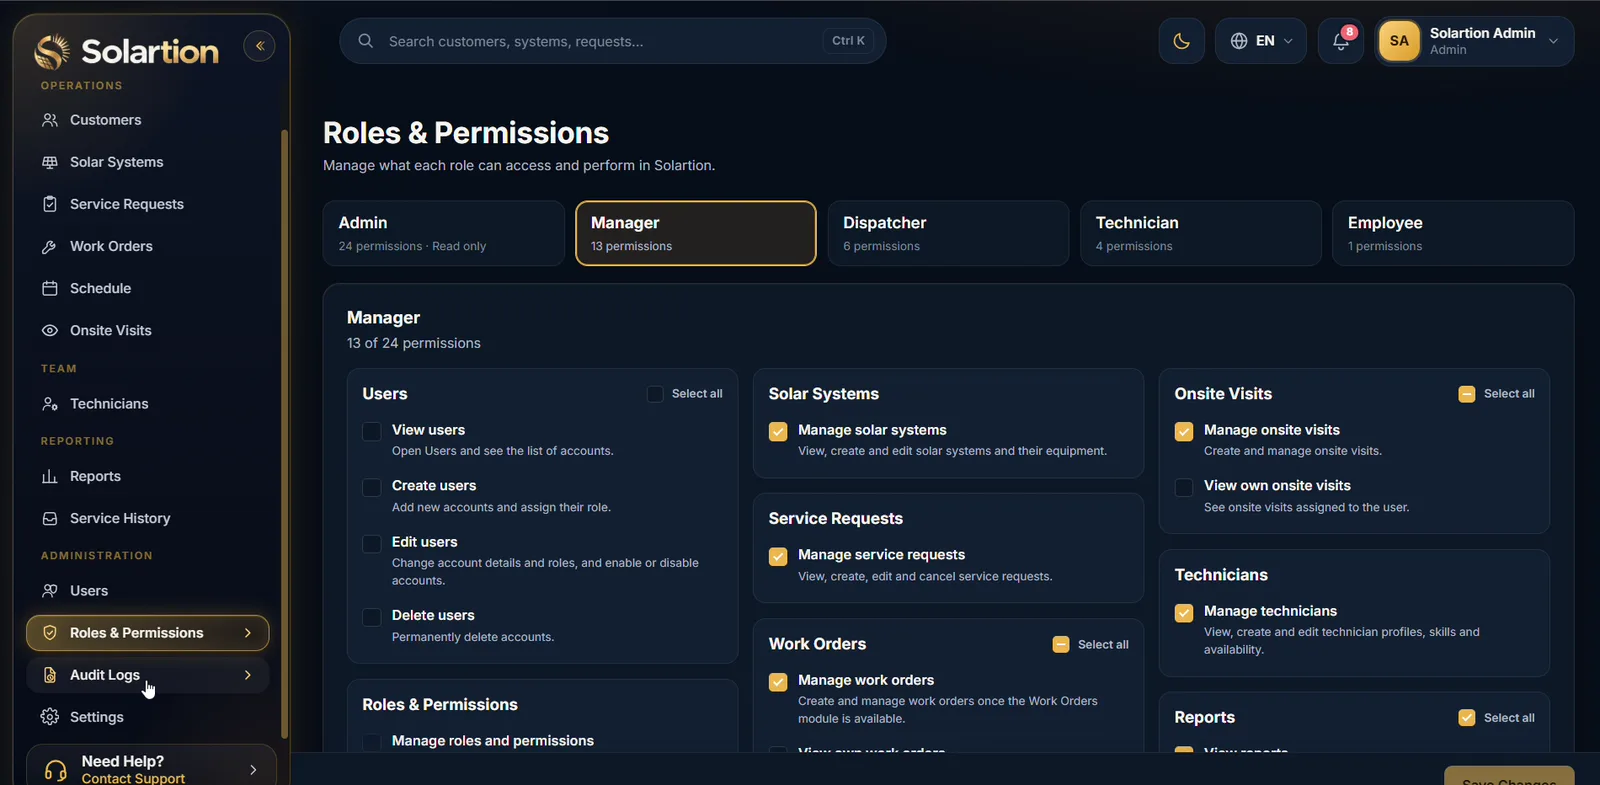 Solartion
«
OPERATIONS
Customers
Solar Systems
Service Requests
Work Orders
Schedule
Onsite Visits
TEAM
Technicians
REPORTING
Reports
Service History
ADMINISTRATION
Users
Roles & Permissions
Audit Logs
Settings
Need Help?
Contact Support
Search customers, systems, requests...
Ctrl K
EN
8
SA
Solartion Admin
Admin
Roles & Permissions
Manage what each role can access and perform in Solartion.
Admin
24 permissions · Read only
Manager
13 permissions
Dispatcher
6 permissions
Technician
4 permissions
Employee
1 permissions
Manager
13 of 24 permissions
Users
Select all
View users
Open Users and see the list of accounts.
Create users
Add new accounts and assign their role.
Edit users
Change account details and roles, and enable or disable
accounts.
Delete users
Permanently delete accounts.
Roles & Permissions
Manage roles and permissions
Solar Systems
Manage solar systems
View, create and edit solar systems and their equipment.
Service Requests
Manage service requests
View, create, edit and cancel service requests.
Work Orders
Select all
Manage work orders
Create and manage work orders once the Work Orders
module is available.
View own work orders
Onsite Visits
Select all
Manage onsite visits
Create and manage onsite visits.
View own onsite visits
See onsite visits assigned to the user.
Technicians
Manage technicians
View, create and edit technician profiles, skills and
availability.
Reports
Select all
View reports
Save Changes